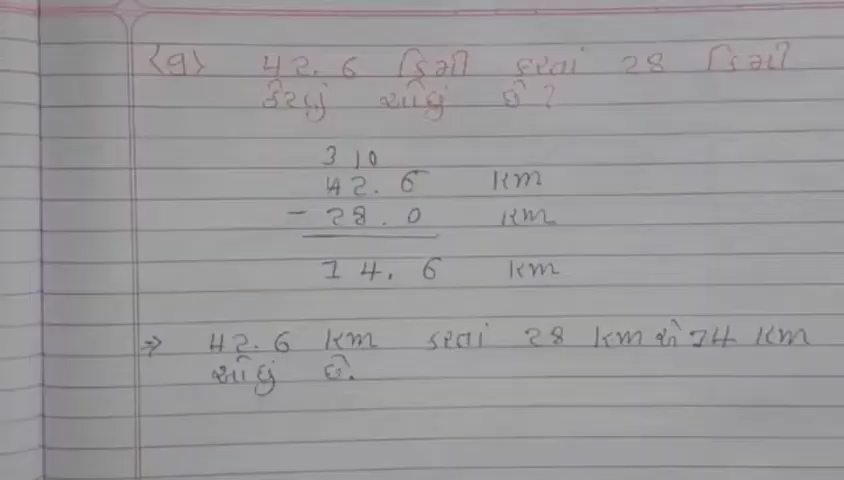 (૧) 42.6 કિમી કરતાં 28 કિમી
કેટલું ઓછું છે ?
3 10
42.6 km
- 28.0 km
14.6 km
⇒ 42.6 km કરતાં 28 km એ 14 km
ઓછું છે.